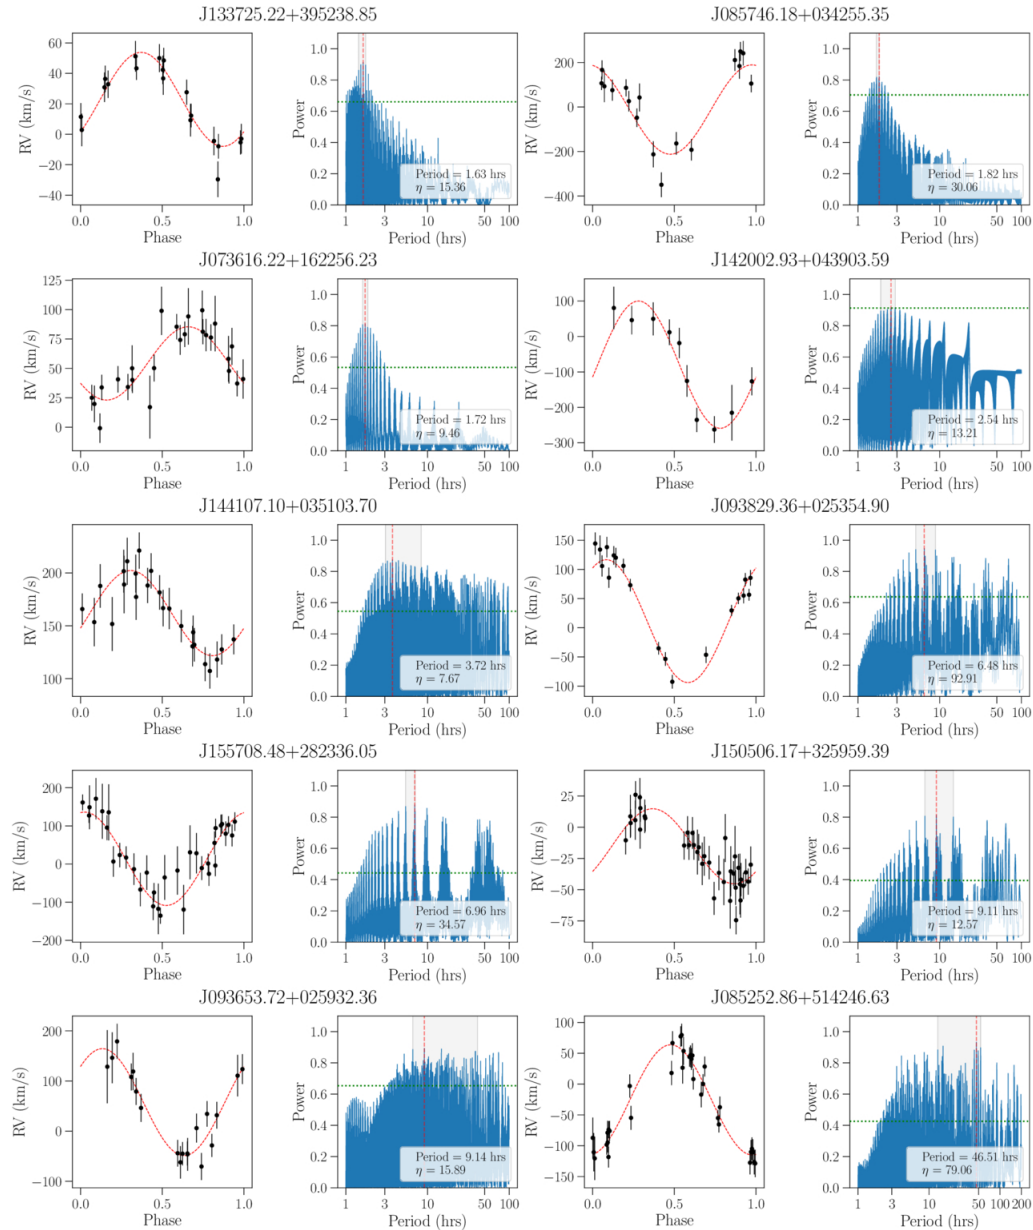 J133725.22+395238.85
RV (km/s)
60
40
20
0
−20
−40
0.0 0.5 1.0
Phase
Power
1.0
0.8
0.6
0.4
0.2
0.0
Period = 1.63 hrs
η = 15.36
1 3 10 50 100
Period (hrs)
J085746.18+034255.35
RV (km/s)
200
0
−200
−400
0.0 0.5 1.0
Phase
Power
1.0
0.8
0.6
0.4
0.2
0.0
Period = 1.82 hrs
η = 30.06
1 3 10 50 100
Period (hrs)
J073616.22+162256.23
RV (km/s)
125
100
75
50
25
0
0.0 0.5 1.0
Phase
Power
1.0
0.8
0.6
0.4
0.2
0.0
Period = 1.72 hrs
η = 9.46
1 3 10 50 100
Period (hrs)
J142002.93+043903.59
RV (km/s)
100
0
−100
−200
−300
0.0 0.5 1.0
Phase
Power
1.0
0.8
0.6
0.4
0.2
0.0
Period = 2.54 hrs
η = 13.21
1 3 10 50 100
Period (hrs)
J144107.10+035103.70
RV (km/s)
200
150
100
0.0 0.5 1.0
Phase
Power
1.0
0.8
0.6
0.4
0.2
0.0
Period = 3.72 hrs
η = 7.67
1 3 10 50 100
Period (hrs)
J093829.36+025354.90
RV (km/s)
150
100
50
0
−50
−100
0.0 0.5 1.0
Phase
Power
1.0
0.8
0.6
0.4
0.2
0.0
Period = 6.48 hrs
η = 92.91
1 3 10 50 100
Period (hrs)
J155708.48+282336.05
RV (km/s)
200
100
0
−100
−200
0.0 0.5 1.0
Phase
Power
1.0
0.8
0.6
0.4
0.2
0.0
Period = 6.96 hrs
η = 34.57
1 3 10 50 100
Period (hrs)
J150506.17+325959.39
RV (km/s)
25
0
−25
−50
−75
0.0 0.5 1.0
Phase
Power
1.0
0.8
0.6
0.4
0.2
0.0
Period = 9.11 hrs
η = 12.57
1 3 10 50 100
Period (hrs)
J093653.72+025932.36
RV (km/s)
200
100
0
−100
0.0 0.5 1.0
Phase
Power
1.0
0.8
0.6
0.4
0.2
0.0
Period = 9.14 hrs
η = 15.89
1 3 10 50 100
Period (hrs)
J085252.86+514246.63
RV (km/s)
100
50
0
−50
−100
−150
0.0 0.5 1.0
Phase
Power
1.0
0.8
0.6
0.4
0.2
0.0
Period = 46.51 hrs
η = 79.06
1 3 10 50 100 200
Period (hrs)